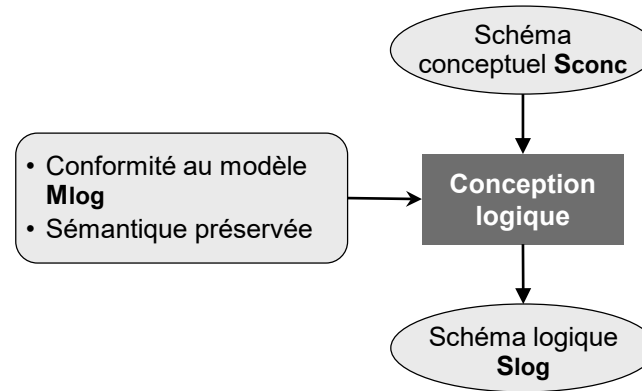 Schéma
conceptuel Sconc
• Conformité au modèle
Mlog
• Sémantique préservée
Conception
logique
Schéma logique
Slog